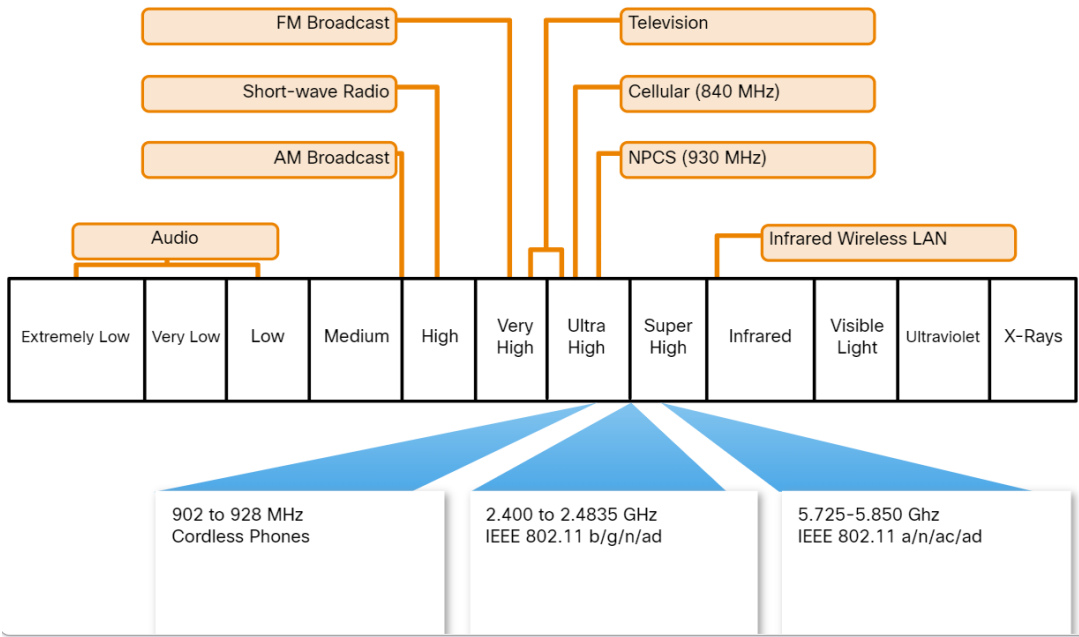 FM Broadcast
Television
Short-wave Radio
Cellular (840 MHz)
AM Broadcast
NPCS (930 MHz)
Audio
Infrared Wireless LAN
Extremely Low
Very Low
Low
Medium
High
Very
High
Ultra
High
Super
High
Infrared
Visible
Light
Ultraviolet
X-Rays
902 to 928 MHz
Cordless Phones
2.400 to 2.4835 GHz
IEEE 802.11 b/g/n/ad
5.725-5.850 Ghz
IEEE 802.11 a/n/ac/ad